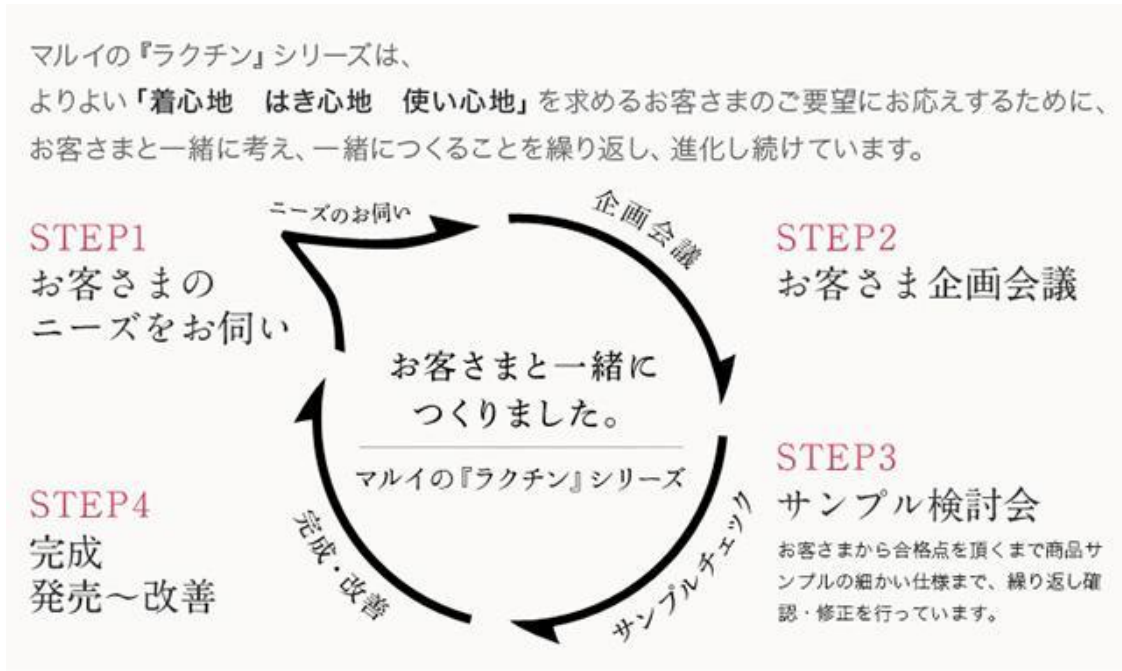 マルイの『ラクチン』シリーズは、
よりよい「着心地　はき心地　使い心地」を求めるお客さまのご要望にお応えするために、
お客さまと一緒に考え、一緒につくることを繰り返し、進化し続けています。
STEP1
お客さまの
ニーズをお伺い
ニーズのお伺い
企画会議
STEP2
お客さま企画会議
お客さまと一緒に
つくりました。
マルイの『ラクチン』シリーズ
STEP3
サンプル検討会
お客さまから合格点を頂くまで商品サ
ンプルの細かい仕様まで、繰り返し確
認・修正を行っています。
サンプルチェック
STEP4
完成
発売～改善
完成・改善